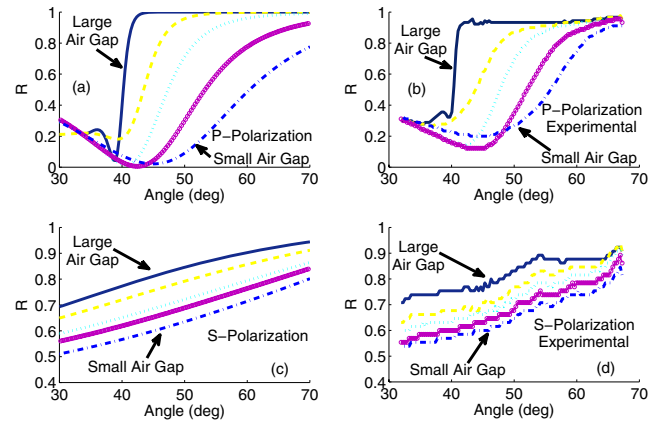 1
0.8
0.6
0.4
0.2
0
R
Large
Air Gap
(a)
P-Polarization
Small Air Gap
30 40 50 60 70
Angle (deg)
1
0.8
0.6
0.4
0.2
0
R
Large
Air Gap
(b)
P-Polarization
Experimental
Small Air Gap
30 40 50 60 70
Angle (deg)
1
0.9
0.8
0.7
0.6
0.5
0.4
R
Large
Air Gap
S-Polarization
Small Air Gap
(c)
30 40 50 60 70
Angle (deg)
1
0.9
0.8
0.7
0.6
0.5
0.4
R
Large
Air Gap
S-Polarization
Experimental
Small Air Gap
(d)
30 40 50 60 70
Angle (deg)